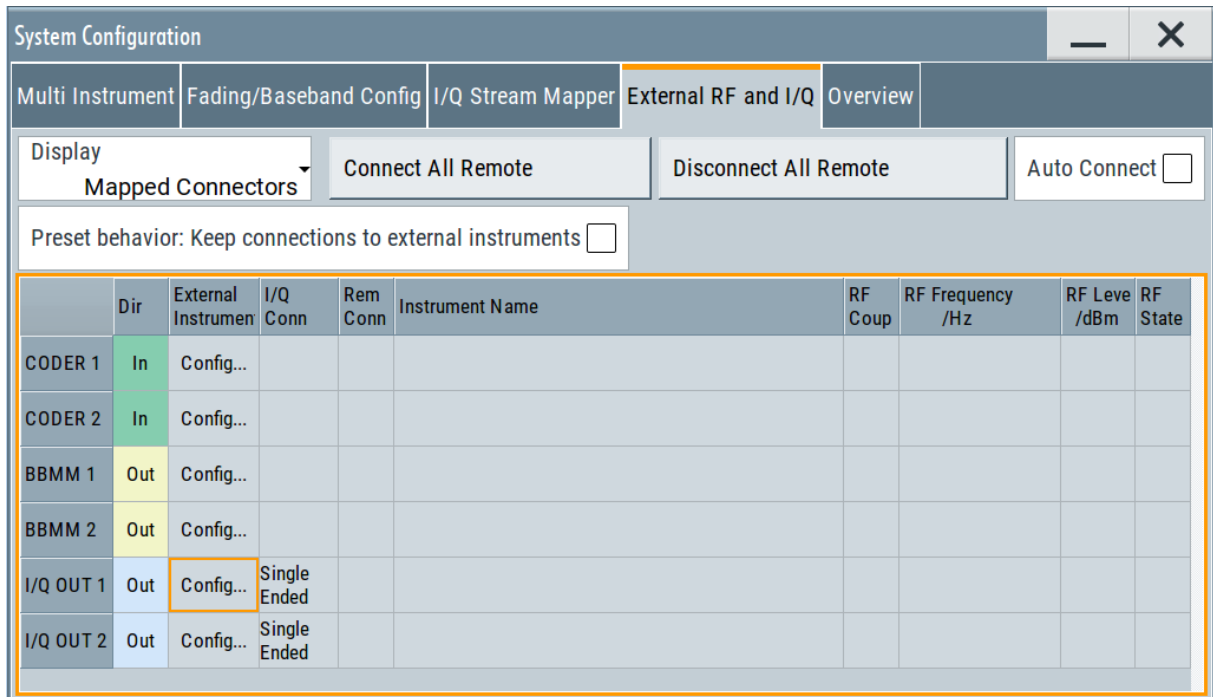 System Configuration
Multi Instrument Fading/Baseband Config I/Q Stream Mapper External RF and I/Q Overview
Display
Mapped Connectors
Connect All Remote Disconnect All Remote Auto Connect
Preset behavior: Keep connections to external instruments
Dir External Instrumen I/Q Conn Rem Conn Instrument Name RF Coup RF Frequency /Hz RF Leve /dBm RF State
CODER 1 In Config...
CODER 2 In Config...
BBMM 1 Out Config...
BBMM 2 Out Config...
I/Q OUT 1 Out Config... Single Ended
I/Q OUT 2 Out Config... Single Ended